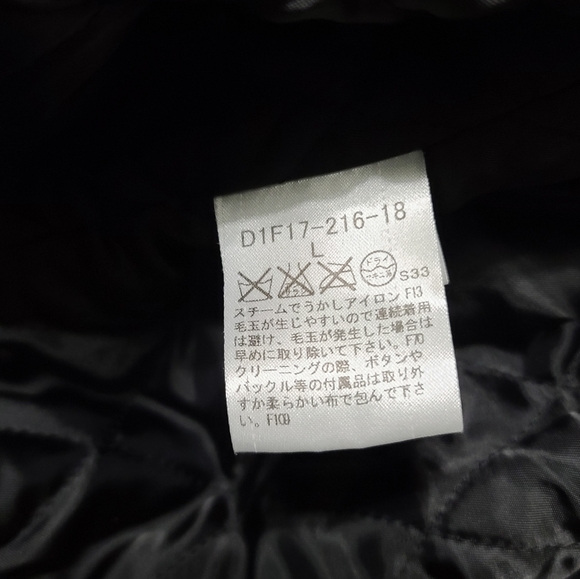 D1F17-216-18
L
ドライ S33
スチームでうかしアイロン F13
毛玉が生じやすいので連続着用
は避け、毛玉が発生した場合は
早めに取り除いて下さい。F70
クリーニングの際、ボタンや
バックル等の付属品は取り外
すか柔らかい布で包んで下さ
い。F109